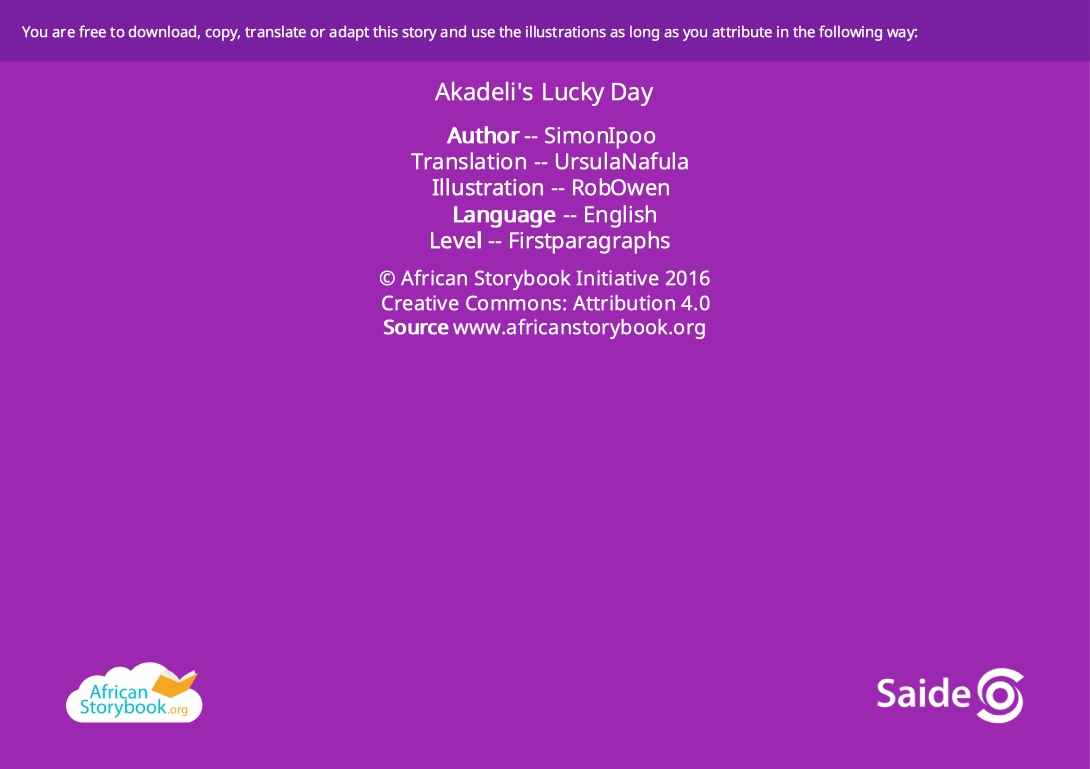 You are free to download, copy, translate or adapt this story and use the illustrations as long as you attribute in the following way:
Akadeli's Lucky Day
Author -- SimonIpoo
Translation -- UrsulaNafula
Illustration -- RobOwen
Language -- English
Level -- Firstparagraphs
© African Storybook Initiative 2016
Creative Commons: Attribution 4.0
Source www.africanstorybook.org
African
Storybook.org
Saide